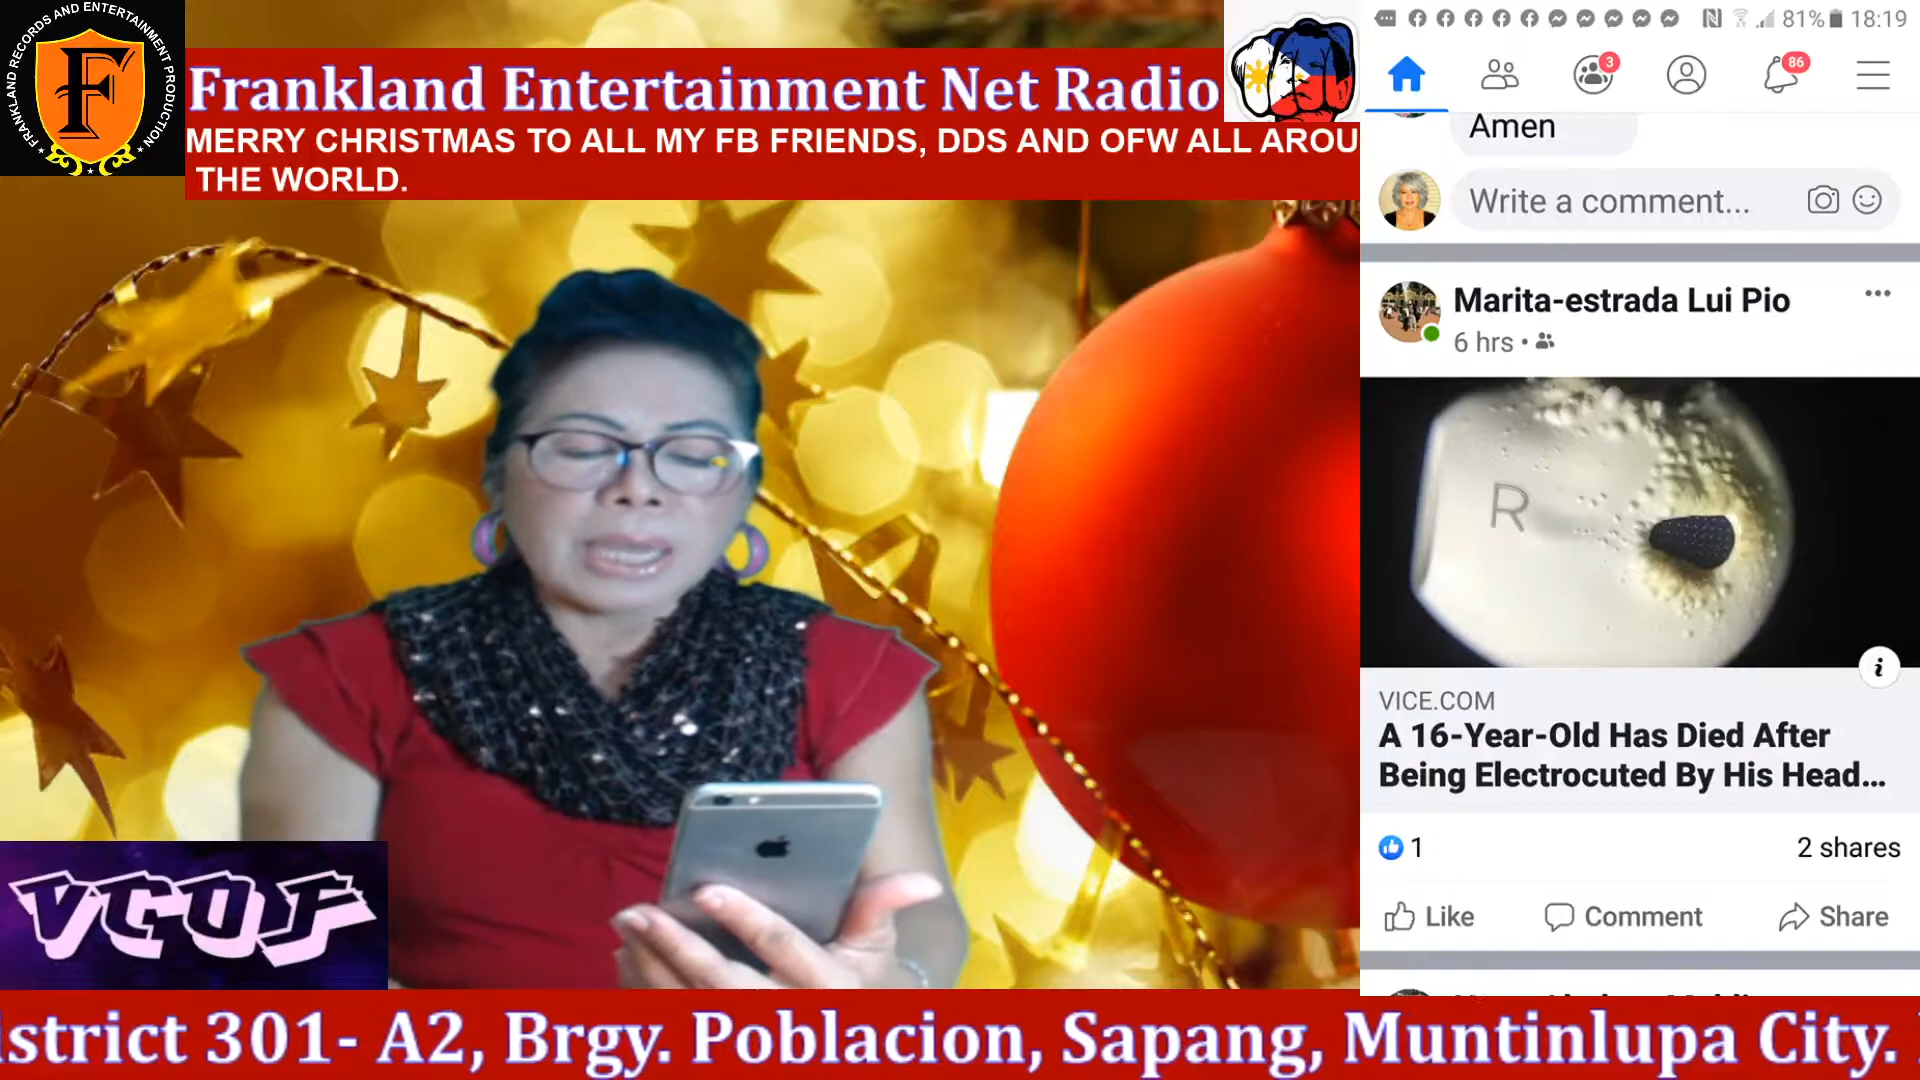 FRANKLAND RECORDS AND ENTERTAINMENT PRODUCTION
F
Frankland Entertainment Net Radio
MERRY CHRISTMAS TO ALL MY FB FRIENDS, DDS AND OFW ALL AROU
THE WORLD.
81% 18:19
3
86
Amen
Write a comment...
Marita-estrada Lui Pio
6 hrs
R
VICE.COM
A 16-Year-Old Has Died After
Being Electrocuted By His Head...
1
2 shares
Like
Comment
Share
VCOF
istrict 301- A2, Brgy. Poblacion, Sapang, Muntinlupa City.